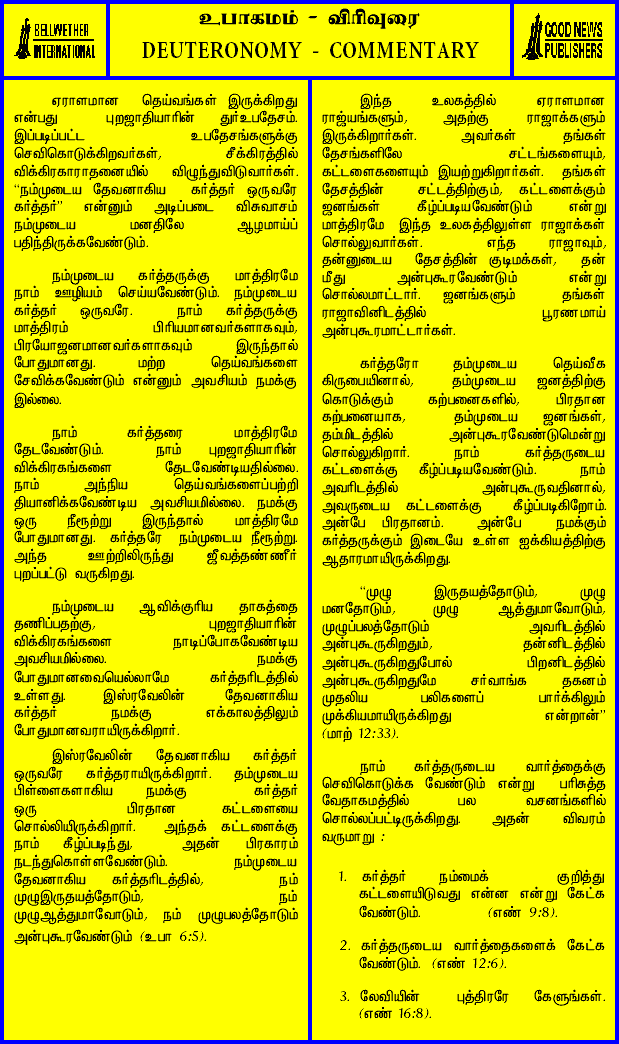 BELLWETHER
INTERNATIONAL
உபாகமம் - விரிவுரை
DEUTERONOMY - COMMENTARY
GOOD NEWS
PUBLISHERS
ஏராளமான தெய்வங்கள் இருக்கிறது
என்பது புறஜாதியாரின் துர்உபதேசம்.
இப்படிப்பட்ட உபதேசங்களுக்கு
செவிகொடுக்கிறவர்கள், சீக்கிரத்தில்
விக்கிரகாராதனையில் விழுந்துவிடுவார்கள்.
“நம்முடைய தேவனாகிய கர்த்தர் ஒருவரே
கர்த்தர்” என்னும் அடிப்படை விசுவாசம்
நம்முடைய மனதிலே ஆழமாய்ப்
பதிந்திருக்கவேண்டும்.
நம்முடைய கர்த்தருக்கு மாத்திரமே
நாம் ஊழியம் செய்யவேண்டும். நம்முடைய
கர்த்தர் ஒருவரே. நாம் கர்த்தருக்கு
மாத்திரம் பிரியமானவர்களாகவும்,
பிரயோஜனமானவர்களாகவும் இருந்தால்
போதுமானது. மற்ற தெய்வங்களை
சேவிக்கவேண்டும் என்னும் அவசியம் நமக்கு
இல்லை.
நாம் கர்த்தரை மாத்திரமே
தேடவேண்டும். நாம் புறஜாதியாரின்
விக்கிரகங்களை தேடவேண்டியதில்லை.
நாம் அந்நிய தெய்வங்களைப்பற்றி
தியானிக்கவேண்டிய அவசியமில்லை. நமக்கு
ஒரு நீரூற்று இருந்தால் மாத்திரமே
போதுமானது. கர்த்தரே நம்முடைய நீரூற்று.
அந்த ஊற்றிலிருந்து ஜீவத்தண்ணீர்
புறப்பட்டு வருகிறது.
நம்முடைய ஆவிக்குரிய தாகத்தை
தணிப்பதற்கு, புறஜாதியாரின்
விக்கிரகங்களை நாடிப்போகவேண்டிய
அவசியமில்லை. நமக்கு
போதுமானவையெல்லாமே கர்த்தரிடத்தில்
உள்ளது. இஸ்ரவேலின் தேவனாகிய
கர்த்தர் நமக்கு எக்காலத்திலும்
போதுமானவராயிருக்கிறார்.
இஸ்ரவேலின் தேவனாகிய கர்த்தர்
ஒருவரே கர்த்தராயிருக்கிறார். தம்முடைய
பிள்ளைகளாகிய நமக்கு கர்த்தர்
ஒரு பிரதான கட்டளையை
சொல்லியிருக்கிறார். அந்தக் கட்டளைக்கு
நாம் கீழ்ப்படிந்து, அதன் பிரகாரம்
நடந்துகொள்ளவேண்டும். நம்முடைய
தேவனாகிய கர்த்தரிடத்தில், நம்
முழுஇருதயத்தோடும், நம்
முழுஆத்துமாவோடும், நம் முழுபலத்தோடும்
அன்புகூரவேண்டும் (உபா 6:5).
இந்த உலகத்தில் ஏராளமான
ராஜ்யங்களும், அதற்கு ராஜாக்களும்
இருக்கிறார்கள். அவர்கள் தங்கள்
தேசங்களிலே சட்டங்களையும்,
கட்டளைகளையும் இயற்றுகிறார்கள். தங்கள்
தேசத்தின் சட்டத்திற்கும், கட்டளைக்கும்
ஜனங்கள் கீழ்ப்படியவேண்டும் என்று
மாத்திரமே இந்த உலகத்திலுள்ள ராஜாக்கள்
சொல்லுவார்கள். எந்த ராஜாவும்,
தன்னுடைய தேசத்தின் குடிமக்கள், தன்
மீது அன்புகூரவேண்டும் என்று
சொல்லமாட்டார். ஜனங்களும் தங்கள்
ராஜாவினிடத்தில் பூரணமாய்
அன்புகூரமாட்டார்கள்.
கர்த்தரோ தம்முடைய தெய்வீக
கிருபையினால், தம்முடைய ஜனத்திற்கு
கொடுக்கும் கற்பனைகளில், பிரதான
கற்பனையாக, தம்முடைய ஜனங்கள்,
தம்மிடத்தில் அன்புகூரவேண்டுமென்று
சொல்லுகிறார். நாம் கர்த்தருடைய
கட்டளைக்கு கீழ்ப்படியவேண்டும். நாம்
அவரிடத்தில் அன்புகூருவதினால்,
அவருடைய கட்டளைக்கு கீழ்ப்படிகிறோம்.
அன்பே பிரதானம். அன்பே நமக்கும்
கர்த்தருக்கும் இடையே உள்ள ஐக்கியத்திற்கு
ஆதாரமாயிருக்கிறது.
“முழு இருதயத்தோடும், முழு
மனதோடும், முழு ஆத்துமாவோடும்,
முழுப்பலத்தோடும் அவரிடத்தில்
அன்புகூருகிறதும், தன்னிடத்தில்
அன்புகூருகிறதுபோல் பிறனிடத்தில்
அன்புகூருகிறதுமே சர்வாங்க தகனம்
முதலிய பலிகளைப் பார்க்கிலும்
முக்கியமாயிருக்கிறது என்றான்”
(மாற் 12:33).
நாம் கர்த்தருடைய வார்த்தைக்கு
செவிகொடுக்க வேண்டும் என்று பரிசுத்த
வேதாகமத்தில் பல வசனங்களில்
சொல்லப்பட்டிருக்கிறது. அதன் விவரம்
வருமாறு :
1. கர்த்தர் நம்மைக் குறித்து
கட்டளையிடுவது என்ன என்று கேட்க
வேண்டும். (எண் 9:8).
2. கர்த்தருடைய வார்த்தைகளைக் கேட்க
வேண்டும். (எண் 12:6).
3. லேவியின் புத்திரரே கேளுங்கள்.
(எண் 16:8).